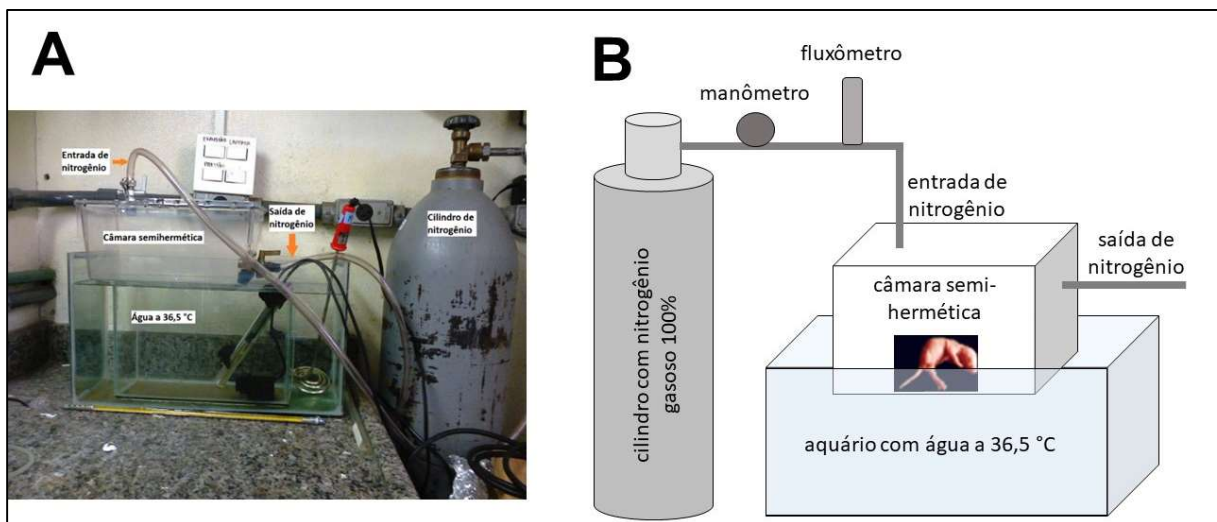 A
Entrada de
nitrogênio
Câmara semihermética
Saída de
nitrogênio
Cilindro de
nitrogênio
Água a 36,5 °C
B
fluxômetro
manômetro
entrada de
nitrogênio
saída de
nitrogênio
câmara semi-
hermética
cilindro com nitrogênio
gasoso 100%
aquário com água a 36,5 °C